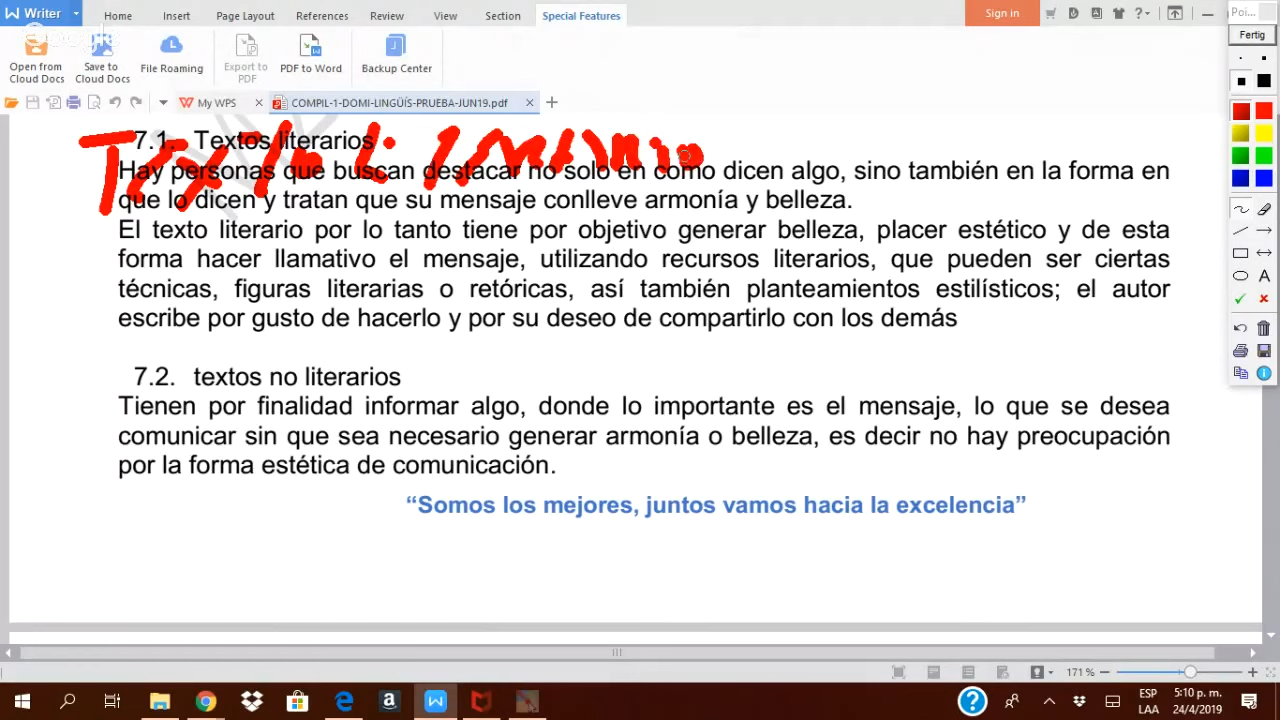 Writer
Home
Insert
Page Layout
References
Review
View
Section
Special Features
Sign in
Poi...
Google
Fertig
Open from Cloud Docs
Save to Cloud Docs
File Roaming
Export to PDF
PDF to Word
Backup Center
My WPS
COMPIL-1-DOMI-LINGÜÍS-PRUEBA-JUN19.pdf
7.1. Textos literarios
Hay personas que buscan destacar no solo en como dicen algo, sino también en la forma en
que lo dicen y tratan que su mensaje conlleve armonía y belleza.
El texto literario por lo tanto tiene por objetivo generar belleza, placer estético y de esta
forma hacer llamativo el mensaje, utilizando recursos literarios, que pueden ser ciertas
técnicas, figuras literarias o retóricas, así también planteamientos estilísticos; el autor
escribe por gusto de hacerlo y por su deseo de compartirlo con los demás
7.2. textos no literarios
Tienen por finalidad informar algo, donde lo importante es el mensaje, lo que se desea
comunicar sin que sea necesario generar armonía o belleza, es decir no hay preocupación
por la forma estética de comunicación.
“Somos los mejores, juntos vamos hacia la excelencia”
171 %
ESP
LAA
5:10 p. m.
24/4/2019